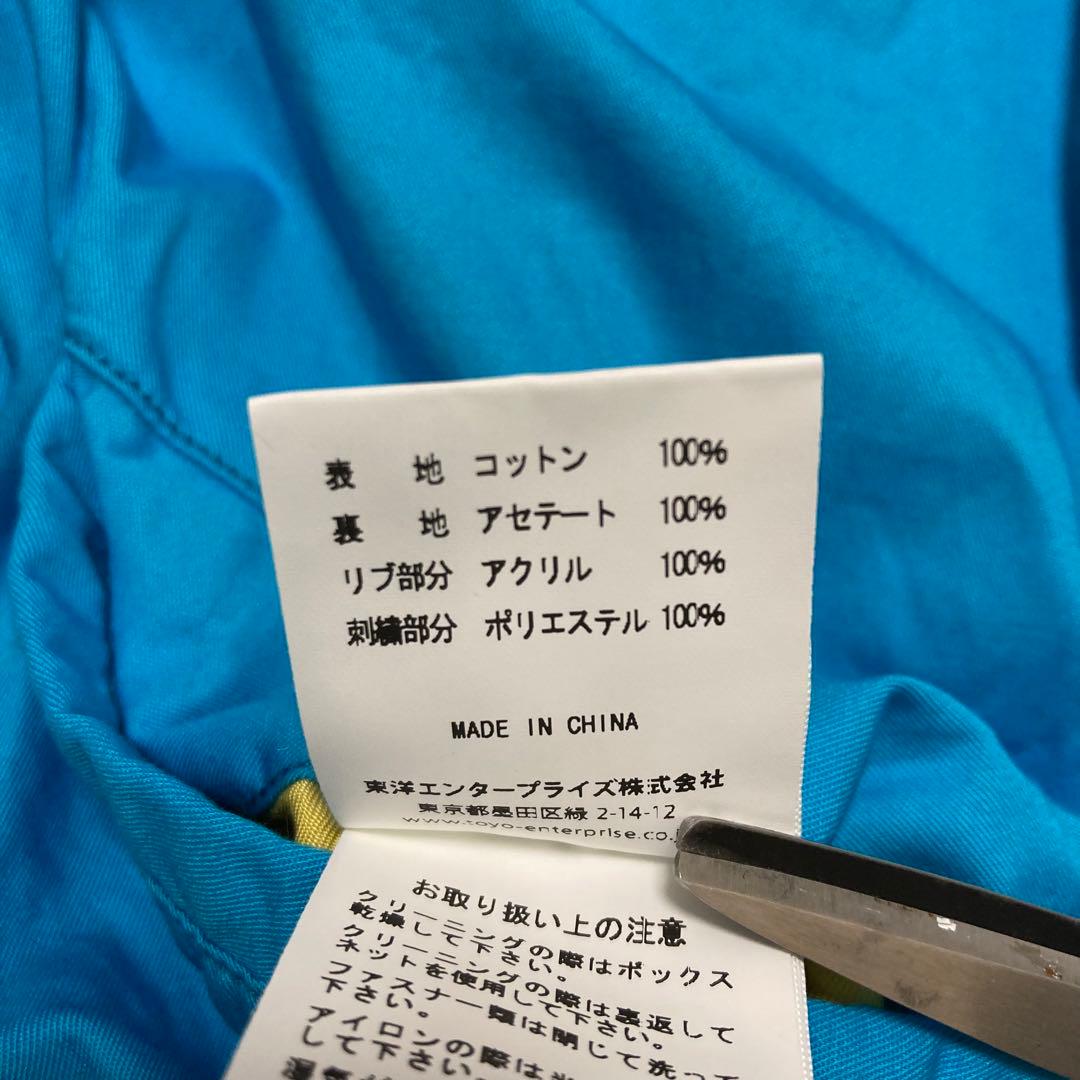 表 地 コットン 100%
裏 地 アセテート 100%
リブ部分 アクリル 100%
刺繍部分 ポリエステル 100%
MADE IN CHINA
東洋エンタープライズ株式会社
東京都墨田区緑 2-14-12
www.toyo-enterprise.co.j
お取り扱い上の注意
クリーニングの際はボックス
乾燥して下さい。
クリーニングの際は裏返して
ネットを使用して下さい。
ファスナー類は閉じて洗って
下さい。
アイロンの際は
して下さい